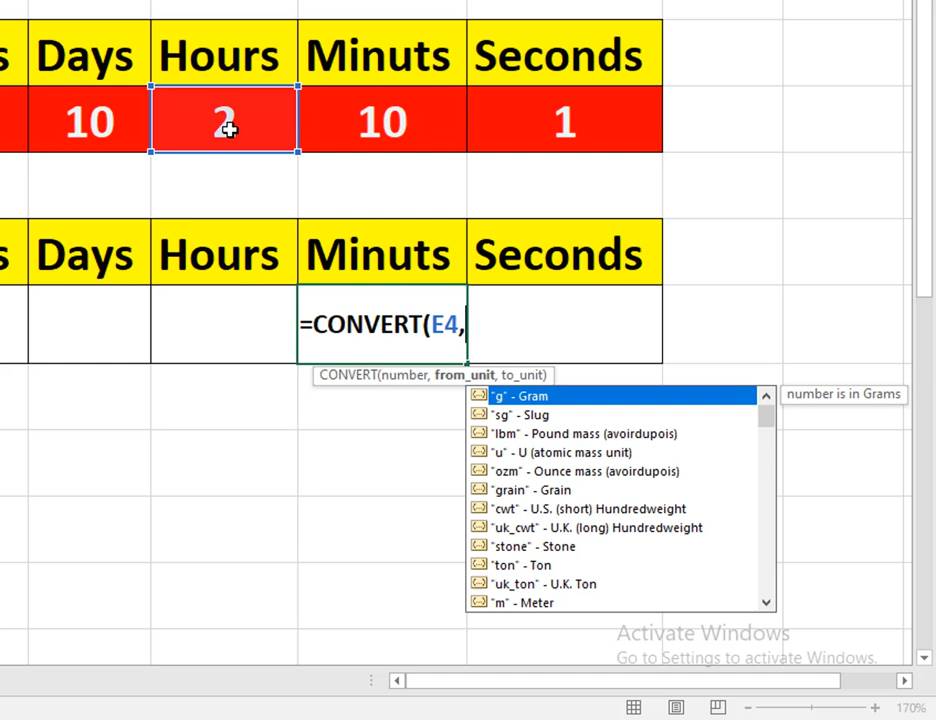 s Days Hours Minuts Seconds
10 2 10 1
s Days Hours Minuts Seconds
=CONVERT(E4,
CONVERT(number, from_unit, to_unit)
"g" - Gram
number is in Grams
"sg" - Slug
"lbm" - Pound mass (avoirdupois)
"u" - U (atomic mass unit)
"ozm" - Ounce mass (avoirdupois)
"grain" - Grain
"cwt" - U.S. (short) Hundredweight
"uk_cwt" - U.K. (long) Hundredweight
"stone" - Stone
"ton" - Ton
"uk_ton" - U.K. Ton
"m" - Meter
Activate Windows
Go to Settings to activate Windows.
170%